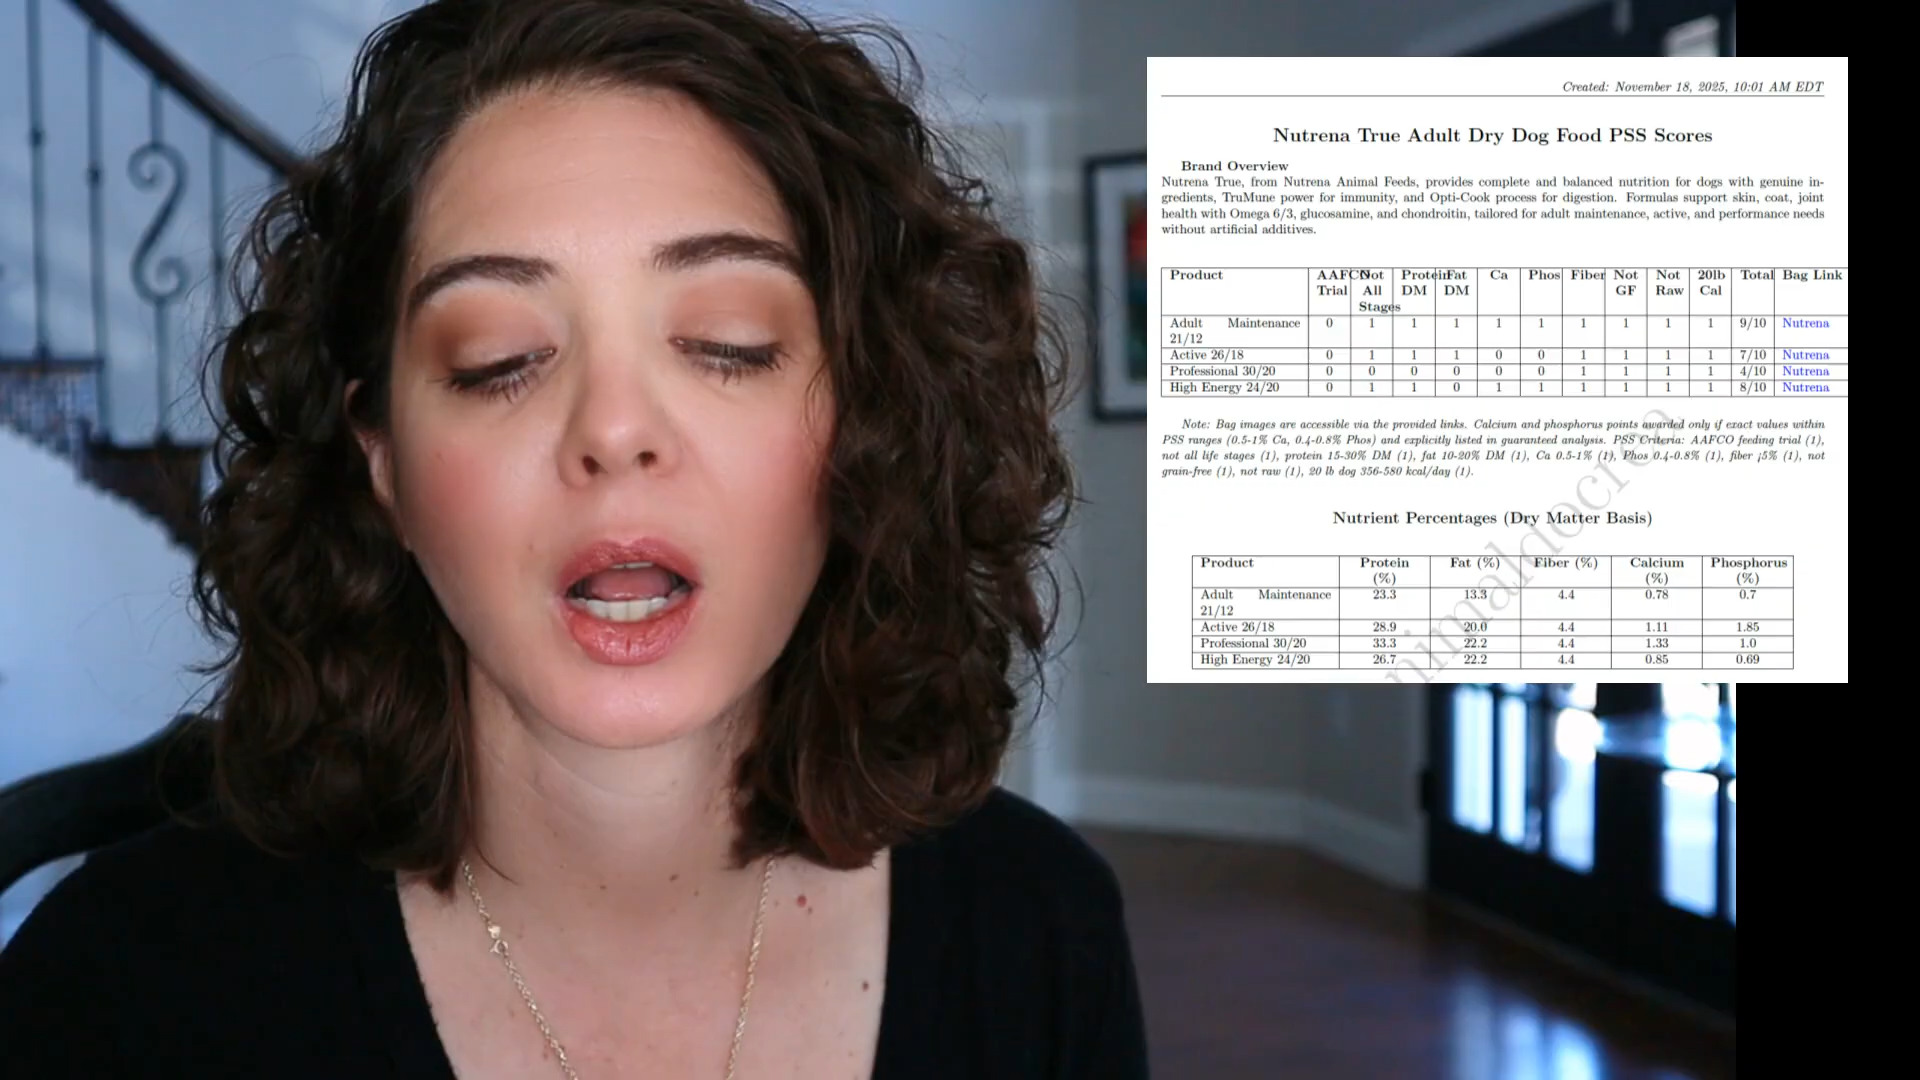 Created: November 18, 2025, 10:01 AM EDT
Nutrena True Adult Dry Dog Food PSS Scores
Brand Overview
Nutrena True, from Nutrena Animal Feeds, provides complete and balanced nutrition for dogs with genuine in-
gredients, TruMune power for immunity, and Opti-Cook process for digestion. Formulas support skin, coat, joint
health with Omega 6/3, glucosamine, and chondroitin, tailored for adult maintenance, active, and performance needs
without artificial additives.
Product AAFCO Trial Not All Stages Protein DM Fat DM Ca Phos Fiber Not GF Not Raw 20lb Cal Total Bag Link
Adult Maintenance 21/12 0 1 1 1 1 1 1 1 1 1 9/10 Nutrena
Active 26/18 0 1 1 1 0 0 1 1 1 1 7/10 Nutrena
Professional 30/20 0 0 0 0 0 0 1 1 1 1 4/10 Nutrena
High Energy 24/20 0 1 1 0 1 1 1 1 1 1 8/10 Nutrena
Note: Bag images are accessible via the provided links. Calcium and phosphorus points awarded only if exact values within
PSS ranges (0.5-1% Ca, 0.4-0.8% Phos) and explicitly listed in guaranteed analysis. PSS Criteria: AAFCO feeding trial (1),
not all life stages (1), protein 15-30% DM (1), fat 10-20% DM (1), Ca 0.5-1% (1), Phos 0.4-0.8% (1), fiber ¡5% (1), not
grain-free (1), not raw (1), 20 lb dog 356-580 kcal/day (1).
Nutrient Percentages (Dry Matter Basis)
Product Protein (%) Fat (%) Fiber (%) Calcium (%) Phosphorus (%)
Adult Maintenance 21/12 23.3 13.3 4.4 0.78 0.7
Active 26/18 28.9 20.0 4.4 1.11 1.85
Professional 30/20 33.3 22.2 4.4 1.33 1.0
High Energy 24/20 26.7 22.2 4.4 0.85 0.69